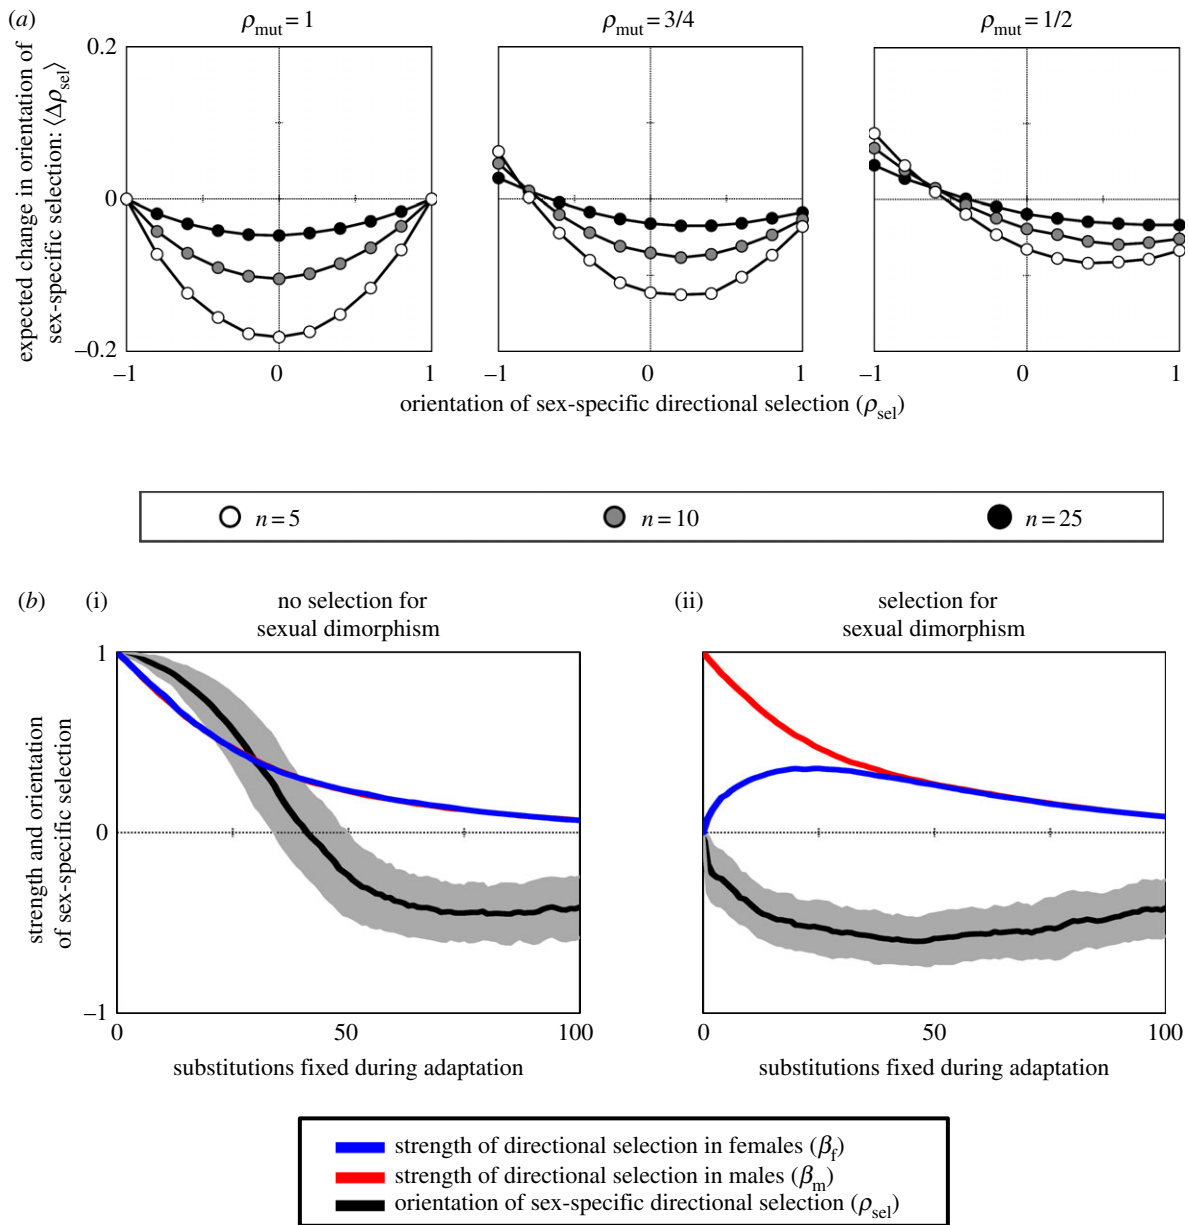 (a)
ρmut = 1
ρmut = 3/4
ρmut = 1/2
expected change in orientation of
sex-specific selection: ⟨Δρsel⟩
0.2
0
−0.2
−1
0
1
−1
0
1
−1
0
1
orientation of sex-specific directional selection (ρsel)
n = 5
n = 10
n = 25
(b)
(i)
no selection for
sexual dimorphism
(ii)
selection for
sexual dimorphism
strength and orientation
of sex-specific selection
1
0
−1
0
50
100
0
50
100
substitutions fixed during adaptation
substitutions fixed during adaptation
strength of directional selection in females (βf)
strength of directional selection in males (βm)
orientation of sex-specific directional selection (ρsel)